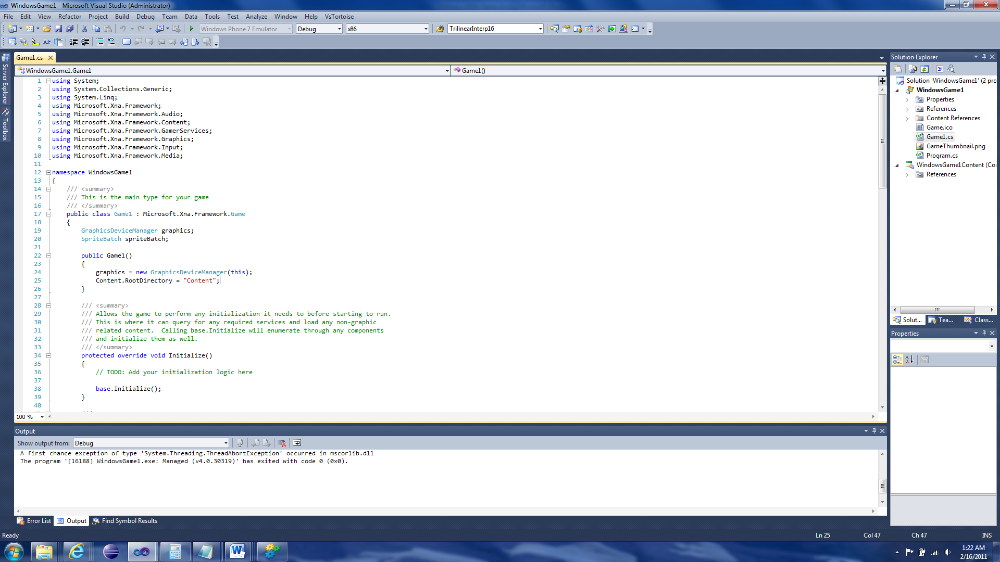 WindowsGame1 - Microsoft Visual Studio (Administrator)
File Edit View Refactor Project Build Debug Team Data Tools Test Analyze Window Help VsTortoise
Windows Phone 7 Emulator Debug x86 TrilinearInterp16
Server Explorer
Toolbox
Game1.cs
WindowsGame1.Game1 Game1()
1 using System;
2 using System.Collections.Generic;
3 using System.Linq;
4 using Microsoft.Xna.Framework;
5 using Microsoft.Xna.Framework.Audio;
6 using Microsoft.Xna.Framework.Content;
7 using Microsoft.Xna.Framework.GamerServices;
8 using Microsoft.Xna.Framework.Graphics;
9 using Microsoft.Xna.Framework.Input;
10 using Microsoft.Xna.Framework.Media;
11
12 namespace WindowsGame1
13 {
14 /// <summary>
15 /// This is the main type for your game
16 /// </summary>
17 public class Game1 : Microsoft.Xna.Framework.Game
18 {
19 GraphicsDeviceManager graphics;
20 SpriteBatch spriteBatch;
21
22 public Game1()
23 {
24 graphics = new GraphicsDeviceManager(this);
25 Content.RootDirectory = "Content";
26 }
27
28 /// <summary>
29 /// Allows the game to perform any initialization it needs to before starting to run.
30 /// This is where it can query for any required services and load any non-graphic
31 /// related content.  Calling base.Initialize will enumerate through any components
32 /// and initialize them as well.
33 /// </summary>
34 protected override void Initialize()
35 {
36 // TODO: Add your initialization logic here
37
38 base.Initialize();
39 }
40
100 %
Solution Explorer
Solution 'WindowsGame1' (2 pro
WindowsGame1
Properties
References
Content References
Game.ico
Game1.cs
GameThumbnail.png
Program.cs
WindowsGame1Content (Co
References
Solut... Tea... Class...
Properties
Output
Show output from: Debug
A first chance exception of type 'System.Threading.ThreadAbortException' occurred in mscorlib.dll
The program '[16188] WindowsGame1.exe: Managed (v4.0.30319)' has exited with code 0 (0x0).
Error List Output Find Symbol Results
Ready Ln 25 Col 47 Ch 47 INS
1:22 AM
2/16/2011